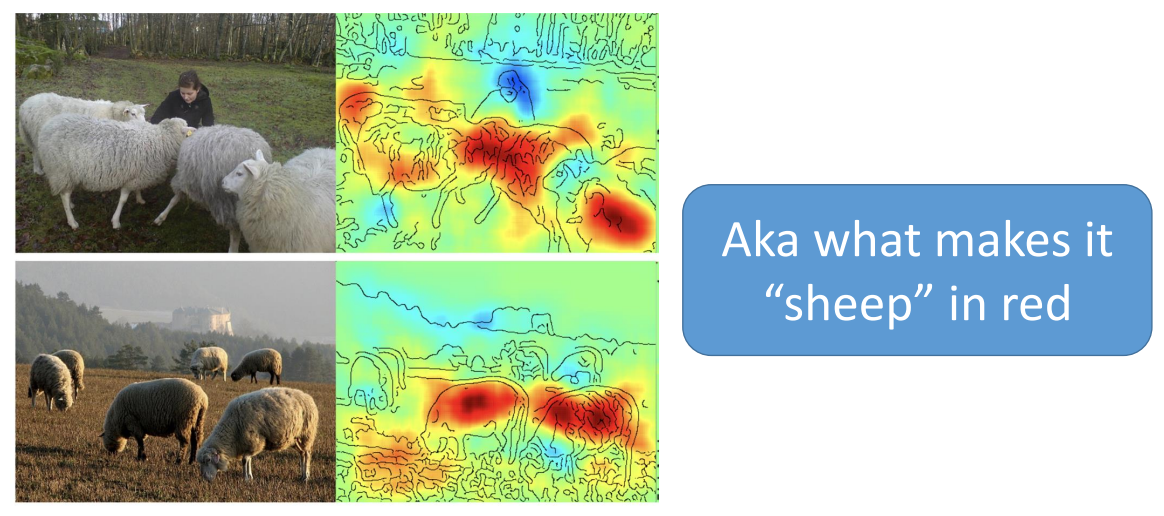 Aka what makes it
“sheep” in red